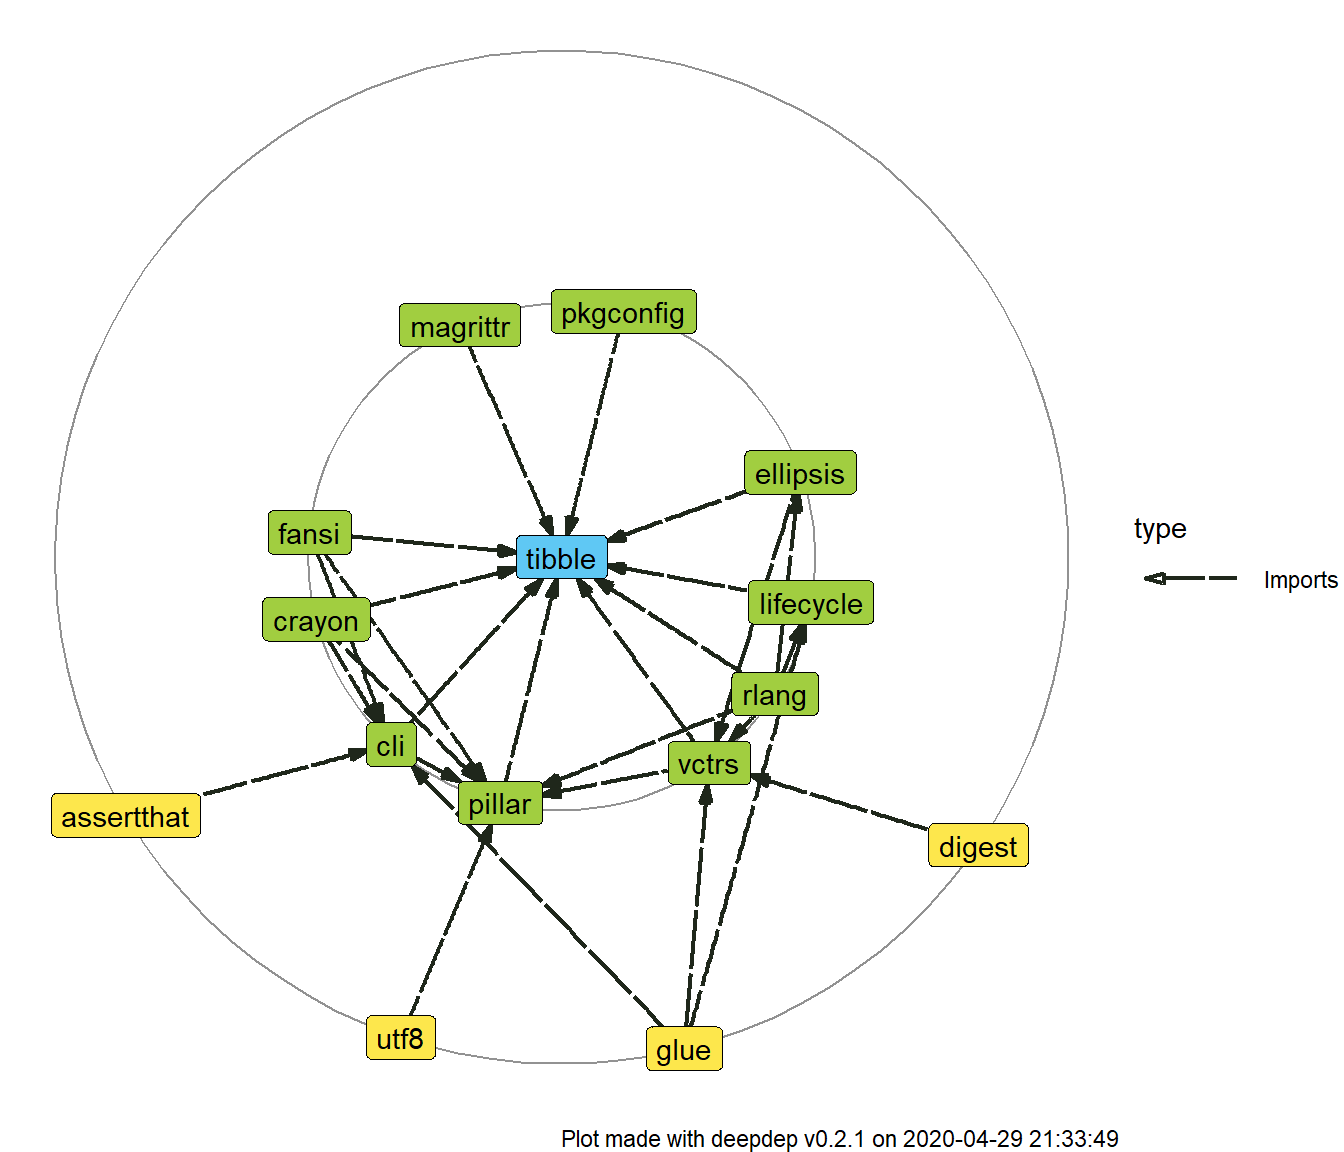 magrittr
pkgconfig
ellipsis
fansi
tibble
type
Imports
lifecycle
crayon
rlang
cli
vctrs
pillar
assertthat
digest
utf8
glue
Plot made with deepdep v0.2.1 on 2020-04-29 21:33:49